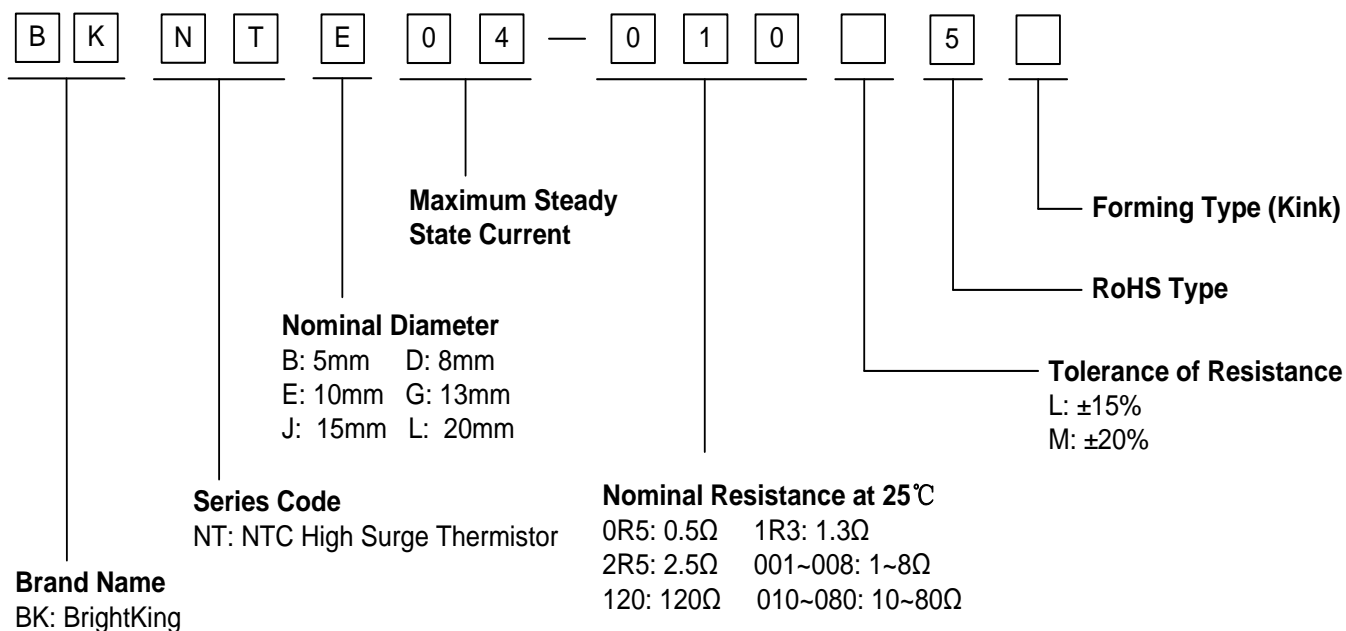 B K N T E 0 4 — 0 1 0 5
Maximum Steady
State Current
Forming Type (Kink)
RoHS Type
Nominal Diameter
B: 5mm D: 8mm
E: 10mm G: 13mm
J: 15mm L: 20mm
Tolerance of Resistance
L: ±15%
M: ±20%
Series Code
NT: NTC High Surge Thermistor
Nominal Resistance at 25℃
0R5: 0.5Ω 1R3: 1.3Ω
2R5: 2.5Ω 001~008: 1~8Ω
120: 120Ω 010~080: 10~80Ω
Brand Name
BK: BrightKing